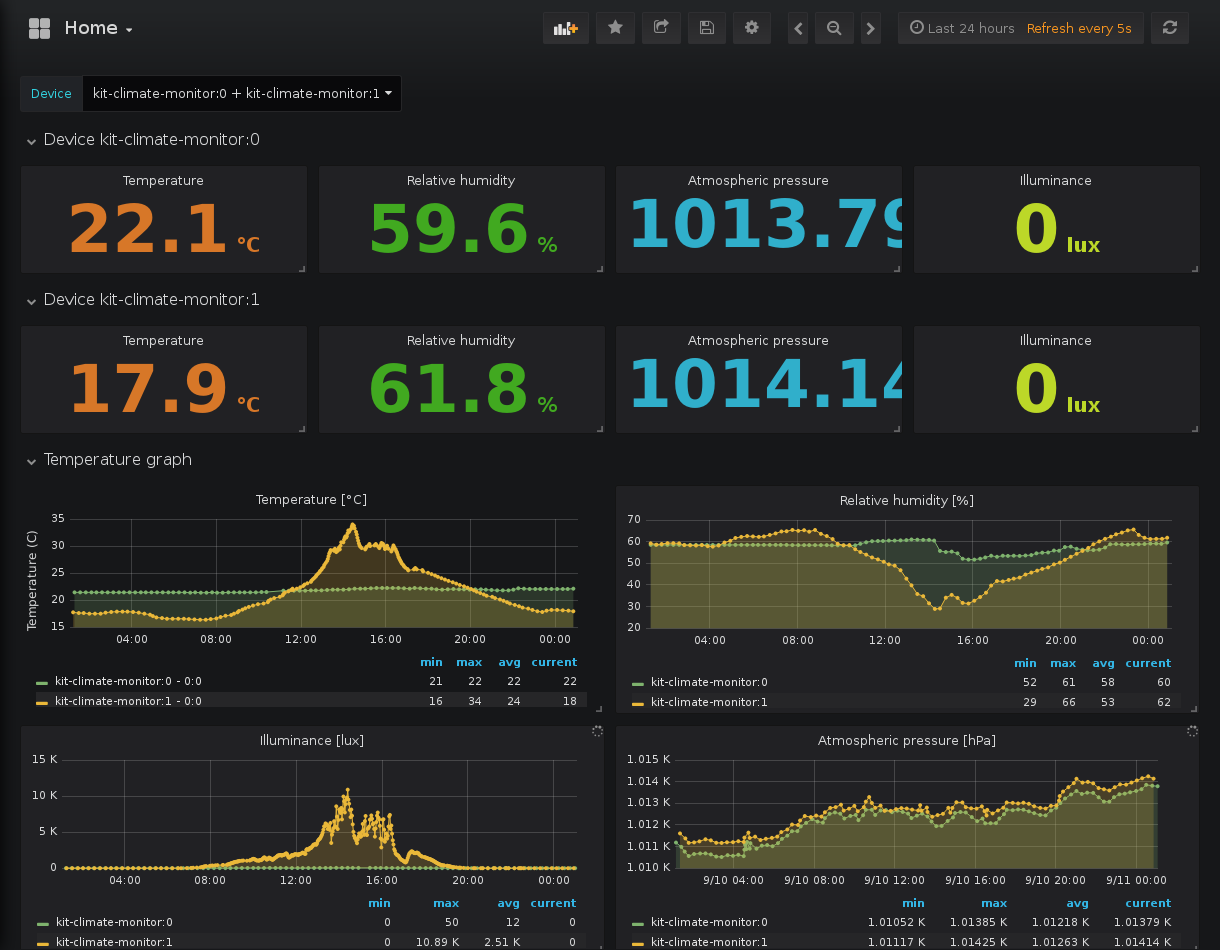 Home
Last 24 hours Refresh every 5s
Device kit-climate-monitor:0 + kit-climate-monitor:1
Device kit-climate-monitor:0
Temperature Relative humidity Atmospheric pressure Illuminance
22.1 °C 59.6 % 1013.79 0 lux
Device kit-climate-monitor:1
Temperature Relative humidity Atmospheric pressure Illuminance
17.9 °C 61.8 % 1014.14 0 lux
Temperature graph
Temperature [°C]
Temperature (C)
35
30
25
20
15
04:00 08:00 12:00 16:00 20:00 00:00
min max avg current
kit-climate-monitor:0 - 0:0 21 22 22 22
kit-climate-monitor:1 - 0:0 16 34 24 18
Relative humidity [%]
70
60
50
40
30
20
04:00 08:00 12:00 16:00 20:00 00:00
min max avg current
kit-climate-monitor:0 52 61 58 60
kit-climate-monitor:1 29 66 53 62
Illuminance [lux]
15 K
10 K
5 K
0
04:00 08:00 12:00 16:00 20:00 00:00
min max avg current
kit-climate-monitor:0 0 50 12 0
kit-climate-monitor:1 0 10.89 K 2.51 K 0
Atmospheric pressure [hPa]
1.015 K
1.014 K
1.013 K
1.012 K
1.011 K
1.010 K
9/10 04:00 9/10 08:00 9/10 12:00 9/10 16:00 9/10 20:00 9/11 00:00
min max avg current
kit-climate-monitor:0 1.01052 K 1.01385 K 1.01218 K 1.01379 K
kit-climate-monitor:1 1.01117 K 1.01425 K 1.01263 K 1.01414 K